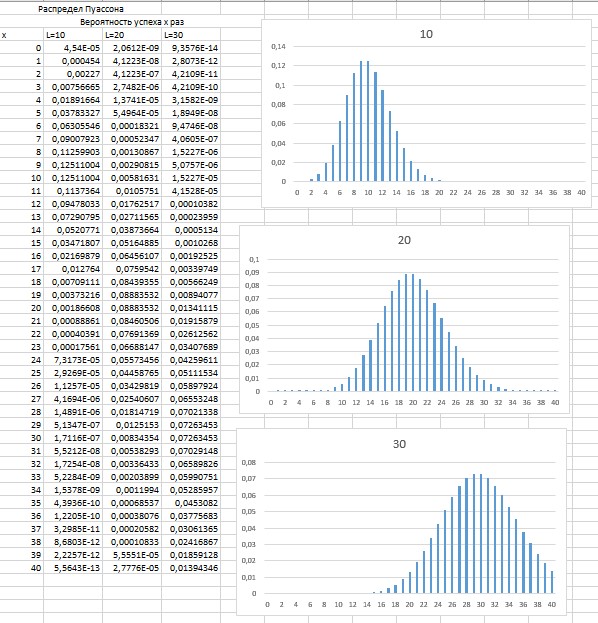 Распредел Пуассона
Вероятность успеха x раз
x L=10 L=20 L=30
0 4,54E-05 2,0612E-09 9,3576E-14
1 0,000454 4,1223E-08 2,8073E-12
2 0,00227 4,1223E-07 4,2109E-11
3 0,00756665 2,7482E-06 4,2109E-10
4 0,01891664 1,3741E-05 3,1582E-09
5 0,03783327 5,4964E-05 1,8949E-08
6 0,06305546 0,00018321 9,4746E-08
7 0,09007923 0,00052347 4,0605E-07
8 0,11259903 0,00130867 1,5227E-06
9 0,12511004 0,00290815 5,0757E-06
10 0,12511004 0,00581631 1,5227E-05
11 0,1137364 0,0105751 4,1528E-05
12 0,09478033 0,01762517 0,00010382
13 0,07290795 0,02711565 0,00023959
14 0,0520771 0,03873664 0,0005134
15 0,03471807 0,05164885 0,0010268
16 0,02169879 0,06456107 0,00192525
17 0,012764 0,0759542 0,00339749
18 0,00709111 0,08439355 0,00566249
19 0,00373216 0,08883532 0,00894077
20 0,00186608 0,08883532 0,01341115
21 0,00088861 0,08460506 0,01915879
22 0,00040391 0,07691369 0,02612562
23 0,00017561 0,06688147 0,03407689
24 7,3173E-05 0,05573456 0,04259611
25 2,9269E-05 0,04458765 0,05111534
26 1,1257E-05 0,03429819 0,05897924
27 4,1694E-06 0,02540607 0,06553248
28 1,4891E-06 0,01814719 0,07021338
29 5,1347E-07 0,0125153 0,07263453
30 1,7116E-07 0,00834354 0,07263453
31 5,5212E-08 0,00538293 0,07029148
32 1,7254E-08 0,00336433 0,06589826
33 5,2284E-09 0,00203899 0,05990751
34 1,5378E-09 0,0011994 0,05285957
35 4,3936E-10 0,00068537 0,0453082
36 1,2205E-10 0,00038076 0,03775683
37 3,2985E-11 0,00020582 0,03061365
38 8,6803E-12 0,00010833 0,02416867
39 2,2257E-12 5,5551E-05 0,01859128
40 5,5643E-13 2,7776E-05 0,01394346
10
0,14
0,12
0,1
0,08
0,06
0,04
0,02
0
0 2 4 6 8 10 12 14 16 18 20 22 24 26 28 30 32 34 36 38 40
20
0,1
0,09
0,08
0,07
0,06
0,05
0,04
0,03
0,02
0,01
0
0 2 4 6 8 10 12 14 16 18 20 22 24 26 28 30 32 34 36 38 40
30
0,08
0,07
0,06
0,05
0,04
0,03
0,02
0,01
0
0 2 4 6 8 10 12 14 16 18 20 22 24 26 28 30 32 34 36 38 40